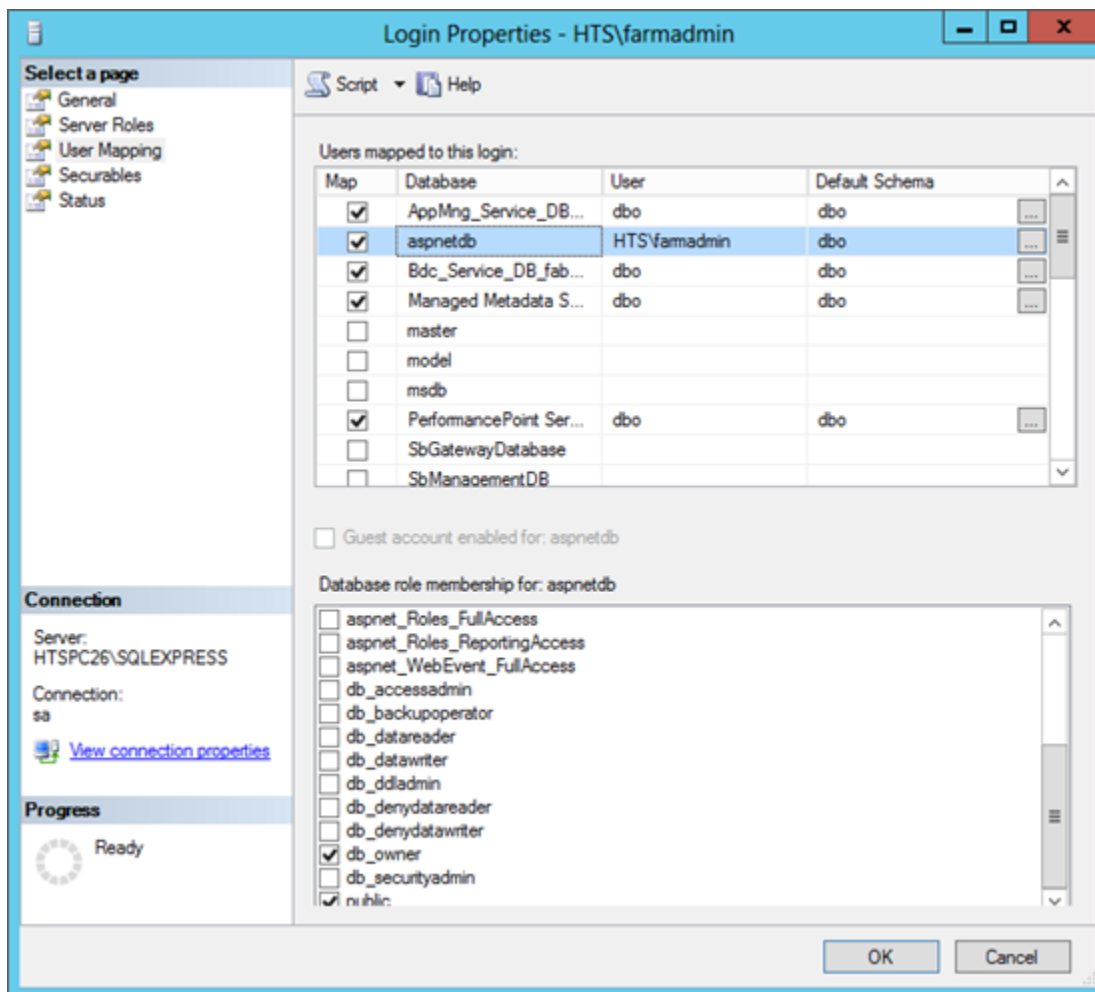 Login Properties - HTS\farmadmin
Select a page
General
Server Roles
User Mapping
Securables
Status
Script
Help
Users mapped to this login:
Map Database User Default Schema
AppMng_Service_DB... dbo dbo ...
aspnetdb HTS\farmadmin dbo ...
Bdc_Service_DB_fab... dbo dbo ...
Managed Metadata S... dbo dbo ...
master
model
msdb
PerformancePoint Ser... dbo dbo ...
SbGatewayDatabase
SbManagementDB
Guest account enabled for: aspnetdb
Database role membership for: aspnetdb
aspnet_Roles_FullAccess
aspnet_Roles_ReportingAccess
aspnet_WebEvent_FullAccess
db_accessadmin
db_backupoperator
db_datareader
db_datawriter
db_ddladmin
db_denydatareader
db_denydatawriter
db_owner
db_securityadmin
public
Connection
Server:
HTSPC26\SQLEXPRESS
Connection:
sa
View connection properties
Progress
Ready
OK
Cancel